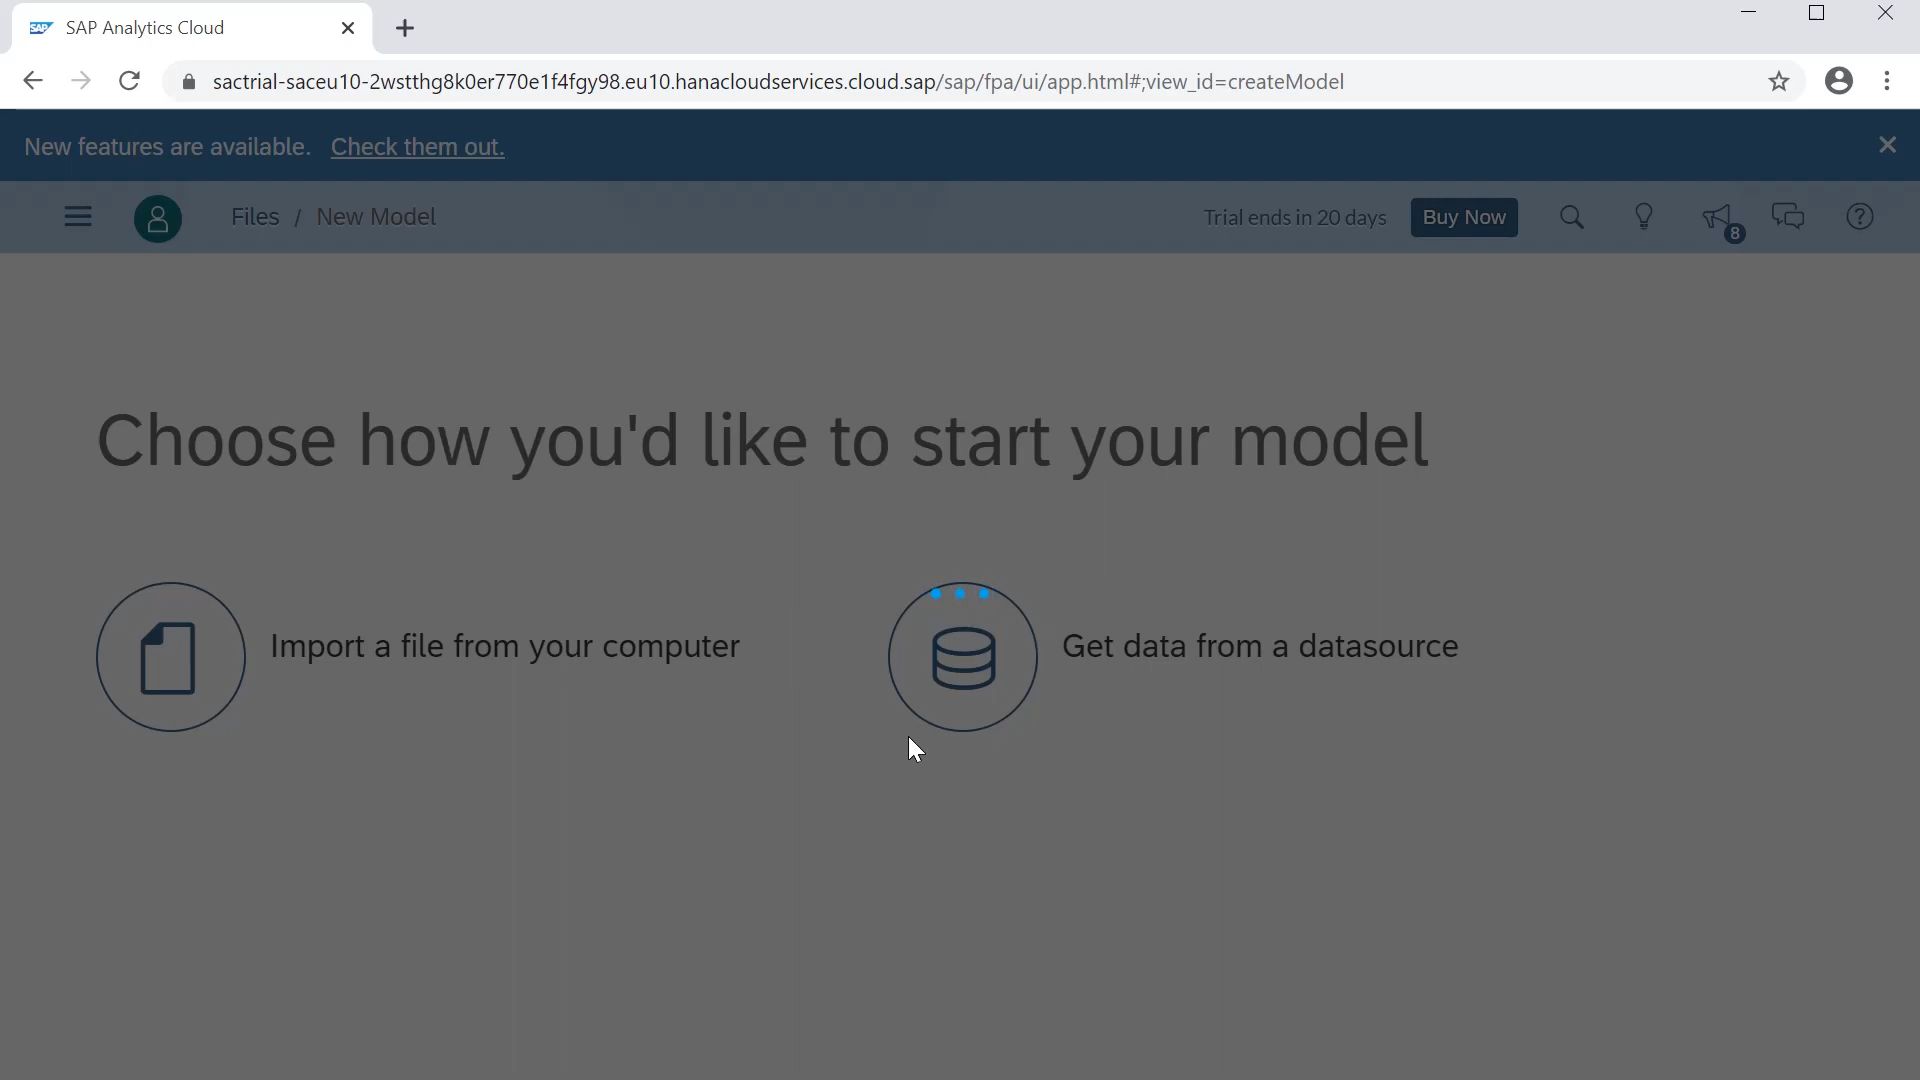 SAP SAP Analytics Cloud
sactrial-saceu10-2wstthg8k0er770e1f4fgy98.eu10.hanacloudservices.cloud.sap/sap/fpa/ui/app.html#;view_id=createModel
New features are available. Check them out.
Files / New Model Trial ends in 20 days Buy Now 8
Choose how you'd like to start your model
Import a file from your computer Get data from a datasource